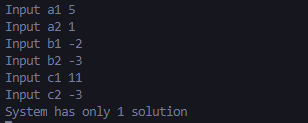 Input a1 5
Input a2 1
Input b1 -2
Input b2 -3
Input c1 11
Input c2 -3
System has only 1 solution